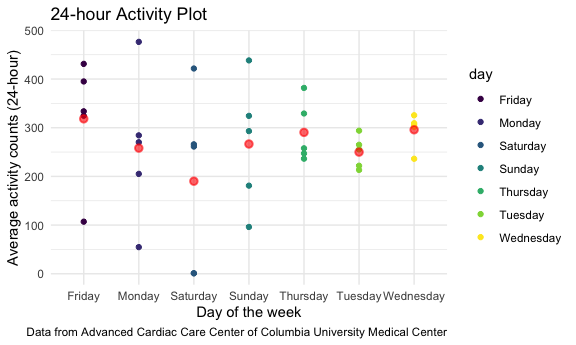 24-hour Activity Plot
Average activity counts (24-hour)
500
400
300
200
100
0
Friday Monday Saturday Sunday Thursday Tuesday Wednesday
Day of the week
Data from Advanced Cardiac Care Center of Columbia University Medical Center
day
Friday
Monday
Saturday
Sunday
Thursday
Tuesday
Wednesday